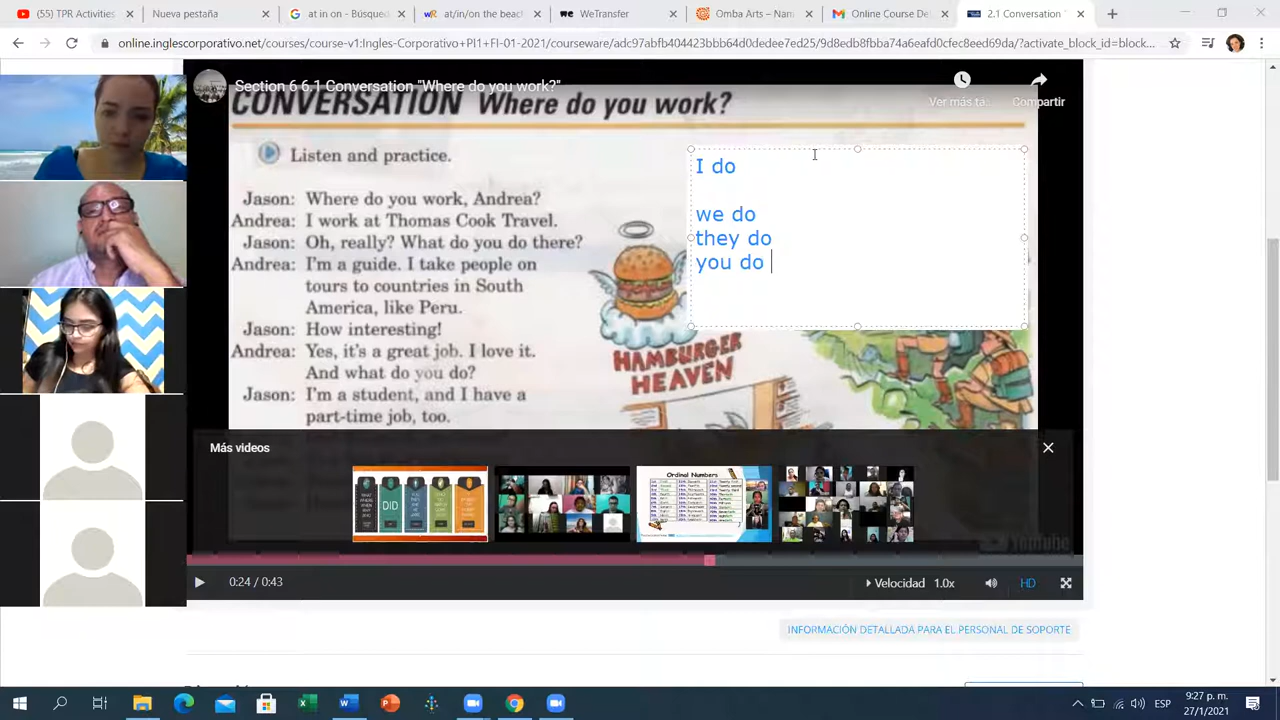 (55) TPR Activities
Nueva pestaña
at in on - Búsqued
at/in/on the beach
WeTransfer
Omba Arts – Nan
Online Course De
2.1 Conversation
online.inglescorporativo.net/courses/course-v1:Ingles-Corporativo+PI1+FI-01-2021/courseware/adc97abfb404423bbb64d0dedee7ed25/9d8edb8fbba74a6eafd0cfec8eed69da/?activate_block_id=block...
Section 6 6.1 Conversation "Where do you work?"
Ver más ta...
Compartir
CONVERSATION Where do you work?
Listen and practice.
Jason: Where do you work, Andrea?
Andrea: I work at Thomas Cook Travel.
Jason: Oh, really? What do you do there?
Andrea: I'm a guide. I take people on
tours to countries in South
America, like Peru.
Jason: How interesting!
Andrea: Yes, it's a great job. I love it.
And what do you do?
Jason: I'm a student, and I have a
part-time job, too.
I do
we do
they do
you do
HAMBURGER
HEAVEN
Más videos
DID
Ordinal Numbers
YouTube
0:24 / 0:43
Velocidad 1.0x
HD
INFORMACIÓN DETALLADA PARA EL PERSONAL DE SOPORTE
ESP
9:27 p. m.
27/1/2021